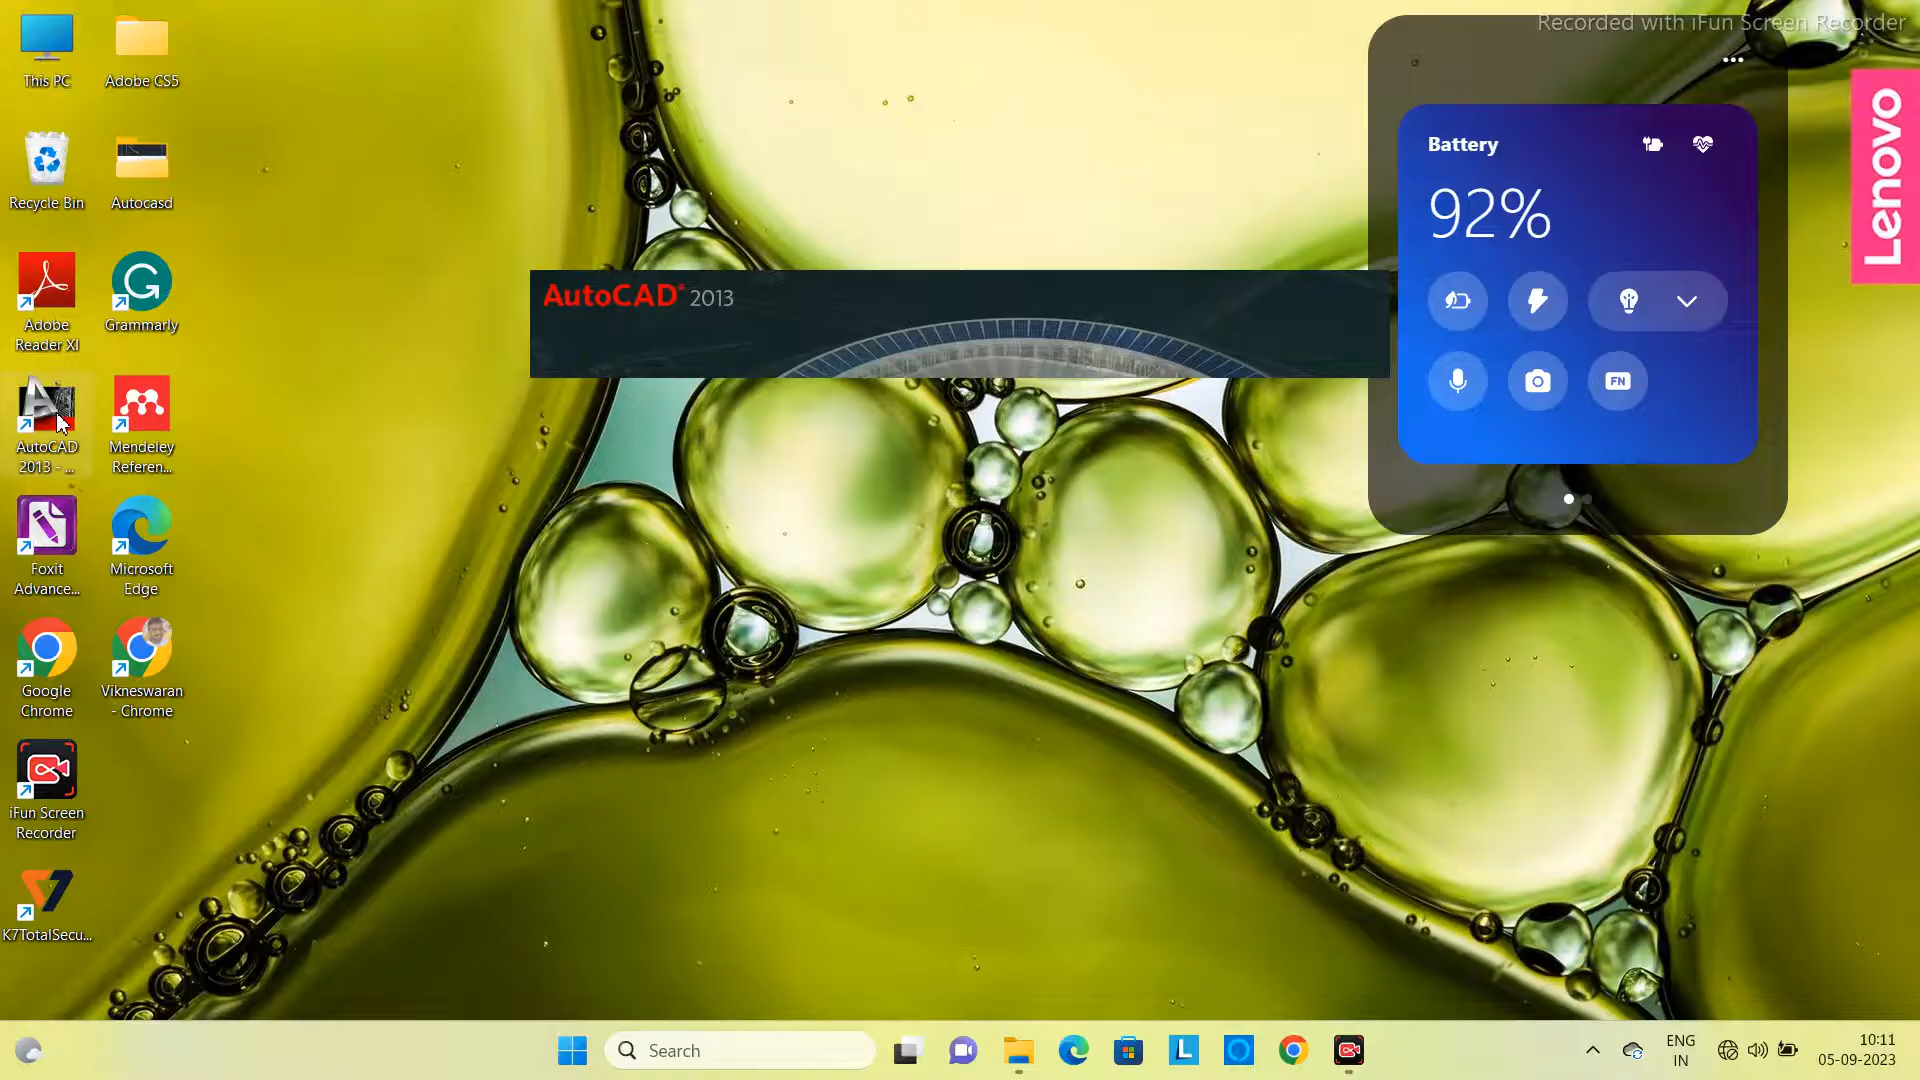 Recorded with iFun Screen Recorder
This PC
Adobe CS5
Recycle Bin
Autocasd
Adobe
Reader XI
Grammarly
AutoCAD
2013 - ...
Mendeley
Referen...
Foxit
Advance...
Microsoft
Edge
Google
Chrome
Vikneswaran
- Chrome
iFun Screen
Recorder
K7TotalSecu...
AutoCAD® 2013
Battery
92%
FN
Lenovo
Search
ENG
IN
10:11
05-09-2023